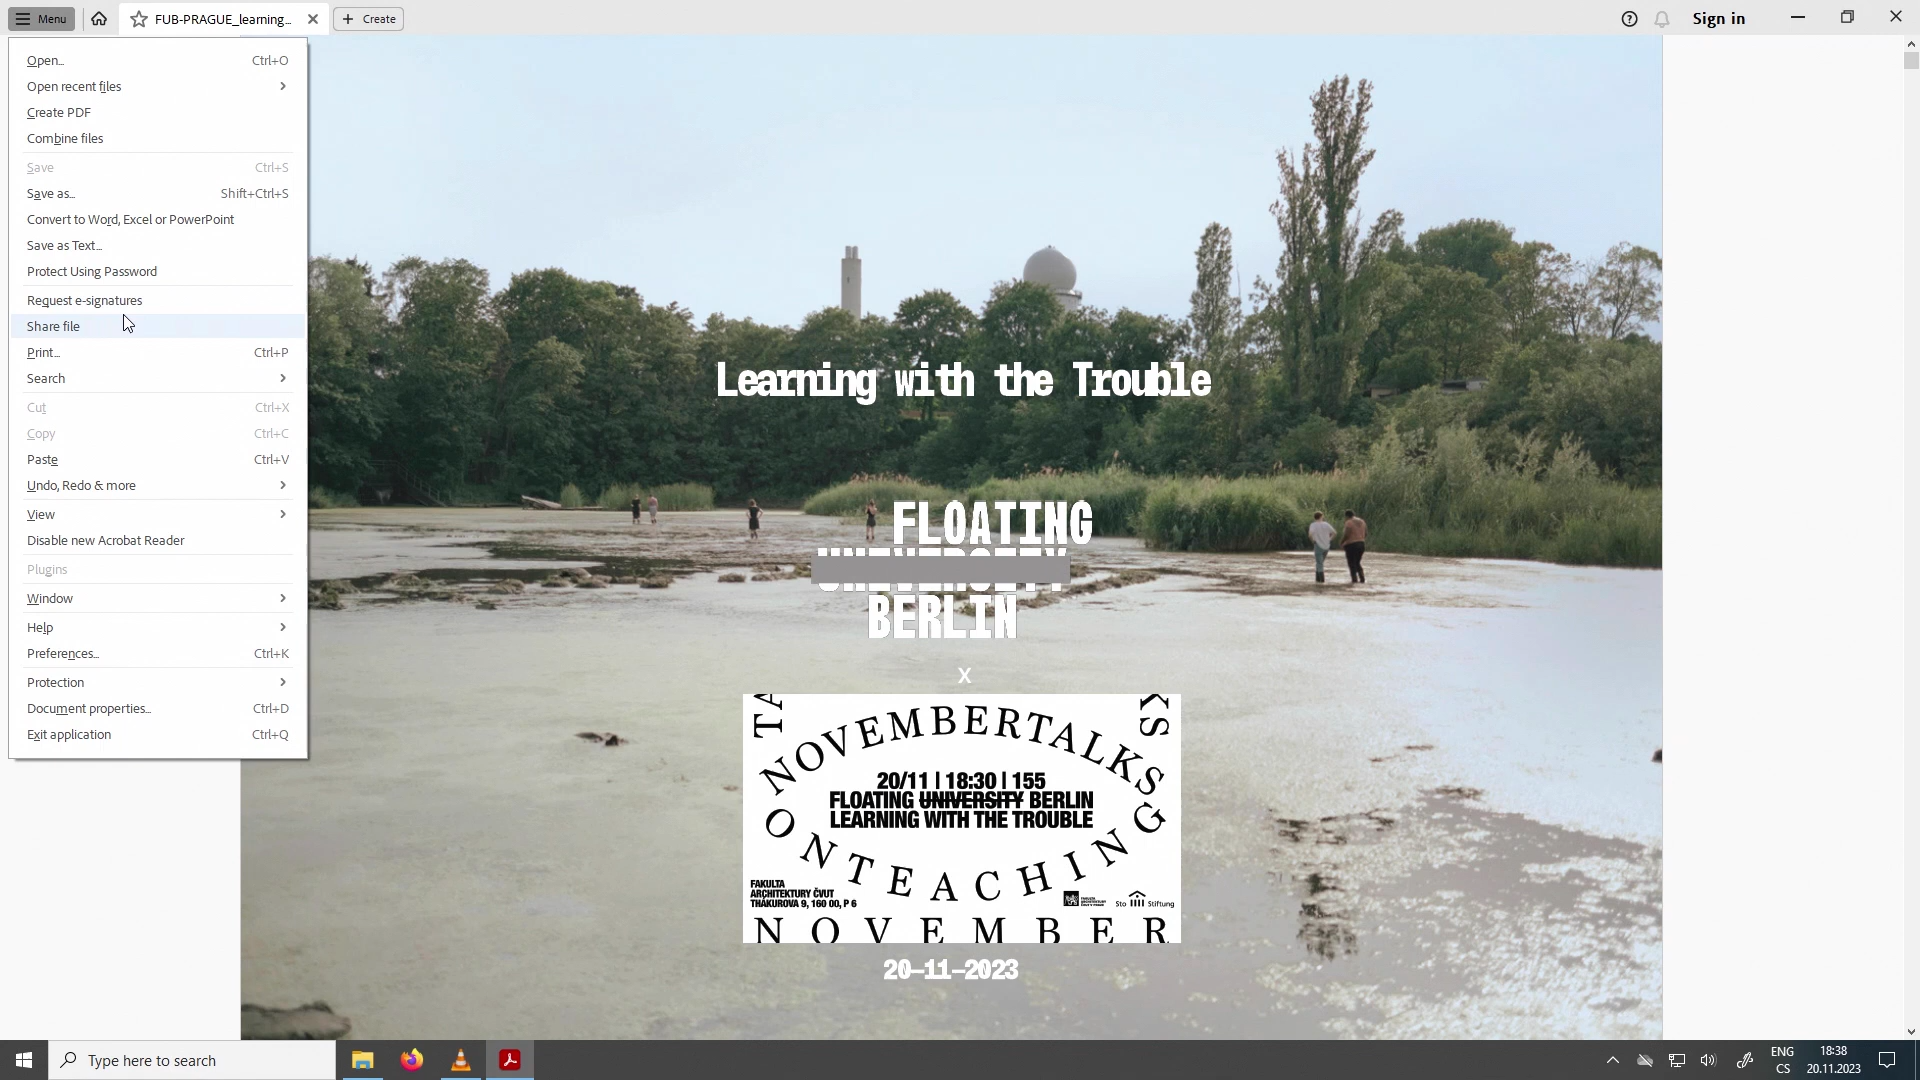 Menu
FUB-PRAGUE_learning...
Create
Sign in
Open... Ctrl+O
Open recent files
Create PDF
Combine files
Save Ctrl+S
Save as... Shift+Ctrl+S
Convert to Word, Excel or PowerPoint
Save as Text...
Protect Using Password
Request e-signatures
Share file
Print... Ctrl+P
Search
Cut Ctrl+X
Copy Ctrl+C
Paste Ctrl+V
Undo, Redo & more
View
Disable new Acrobat Reader
Plugins
Window
Help
Preferences... Ctrl+K
Protection
Document properties... Ctrl+D
Exit application Ctrl+Q
Learning with the Trouble
FLOATING
UNIVERSITY
BERLIN
x
TA
KS
NOVEMBERTALKS
20/11 | 18:30 | 155
FLOATING UNIVERSITY BERLIN
LEARNING WITH THE TROUBLE
ONTEACHING
FAKULTA
ARCHITEKTURY ČVUT
THÁKUROVA 9, 160 00, P 6
Sto Stiftung
NOVEMBER
20-11-2023
Type here to search
ENG
CS
18:38
20.11.2023